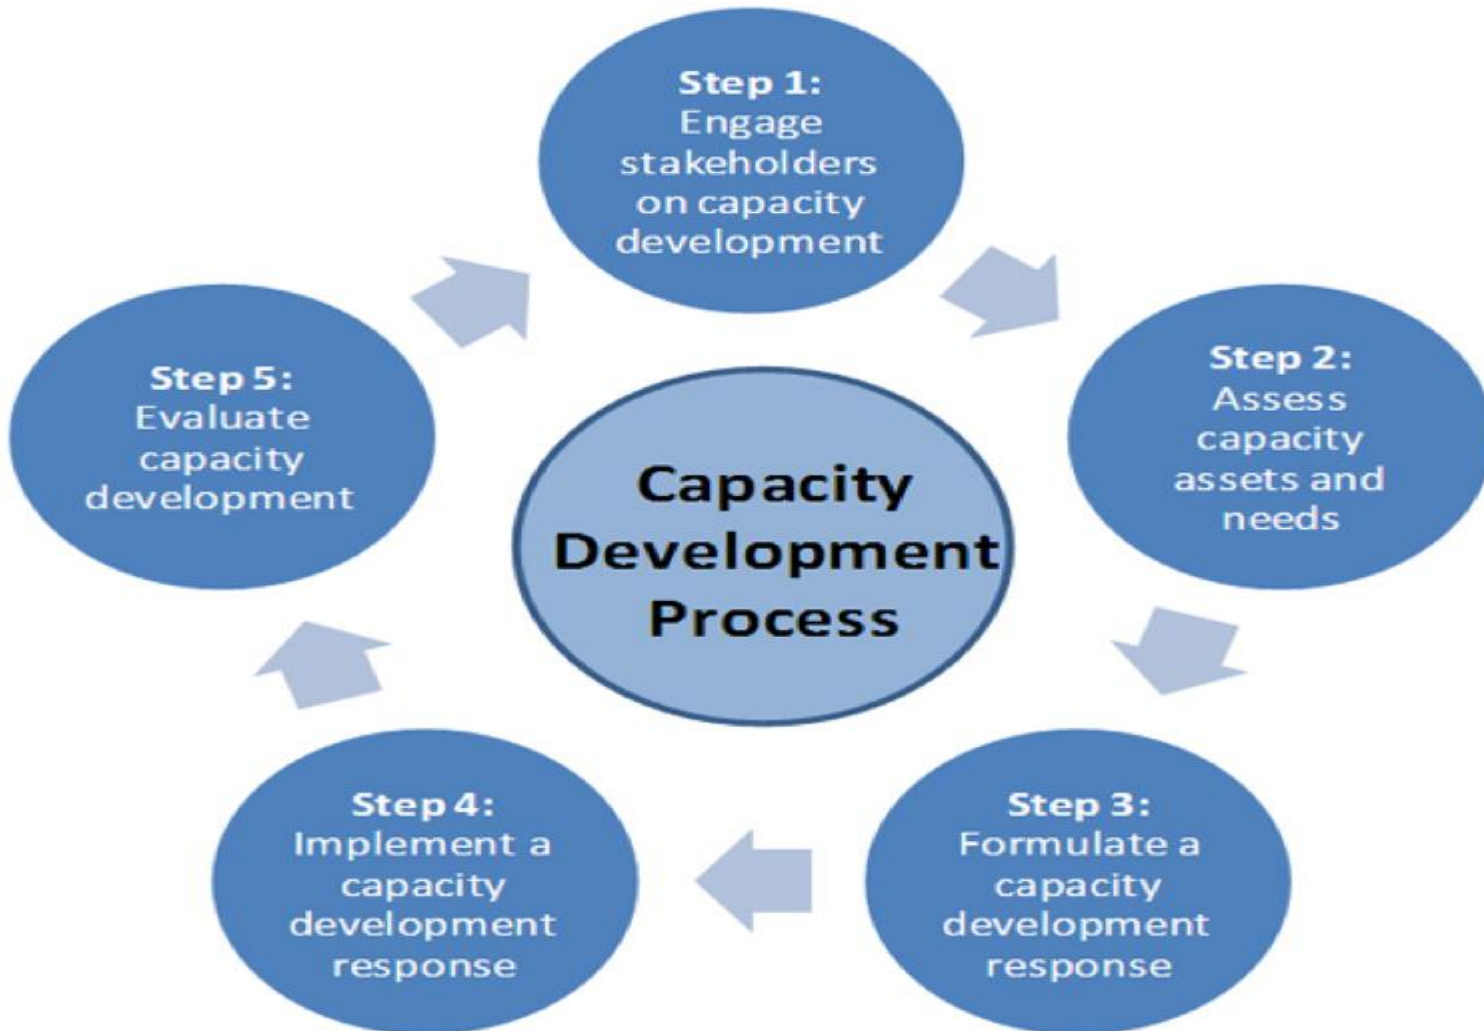 Step 1:
Engage
stakeholders
on capacity
development
Step 2:
Assess
capacity
assets and
needs
Step 3:
Formulate a
capacity
development
response
Step 4:
Implement a
capacity
development
response
Step 5:
Evaluate
capacity
development
Capacity
Development
Process